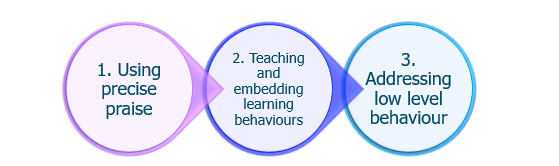 1. Using
precise
praise
2. Teaching
and
embedding
learning
behaviours
3.
Addressing
low level
behaviour